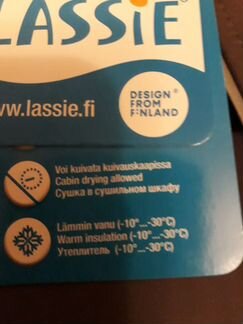 LASSIE®
ww.lassie.fi
DESIGN
FROM
FINLAND
Voi kuivata kuivauskaapissa
Cabin drying allowed
Сушка в сушильном шкафу
Lämmin vanu (-10°...-30°C)
Warm insulation (-10°...-30°C)
Утеплитель (-10°...-30°C)